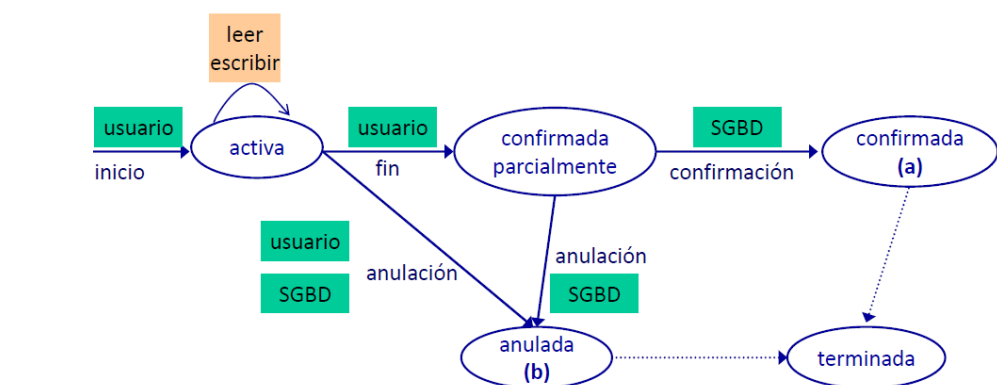 leer
escribir
usuario
inicio
activa
usuario
fin
confirmada
parcialmente
SGBD
confirmación
confirmada
(a)
usuario
SGBD
anulación
anulación
SGBD
anulada
(b)
terminada